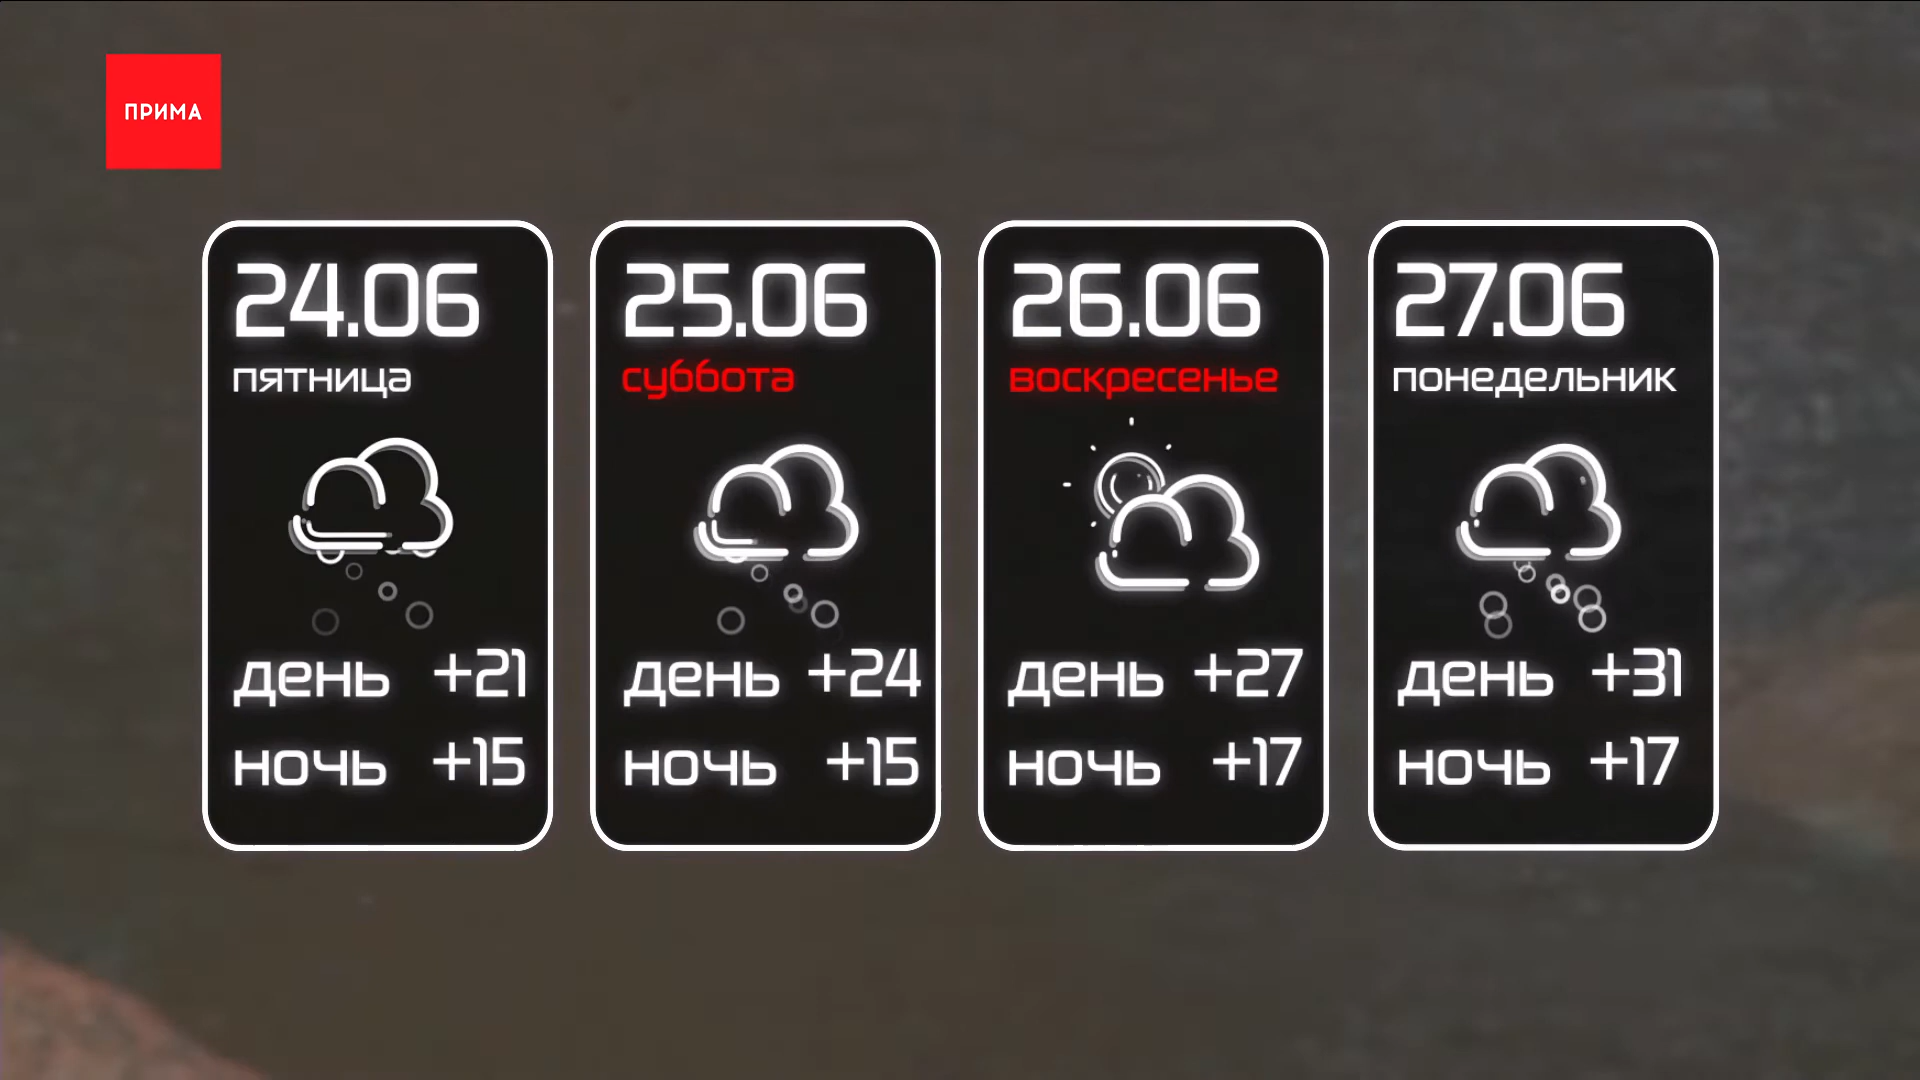 ПРИМА
24.06
пятница
день +21
ночь +15
25.06
суббота
день +24
ночь +15
26.06
воскресенье
день +27
ночь +17
27.06
понедельник
день +31
ночь +17